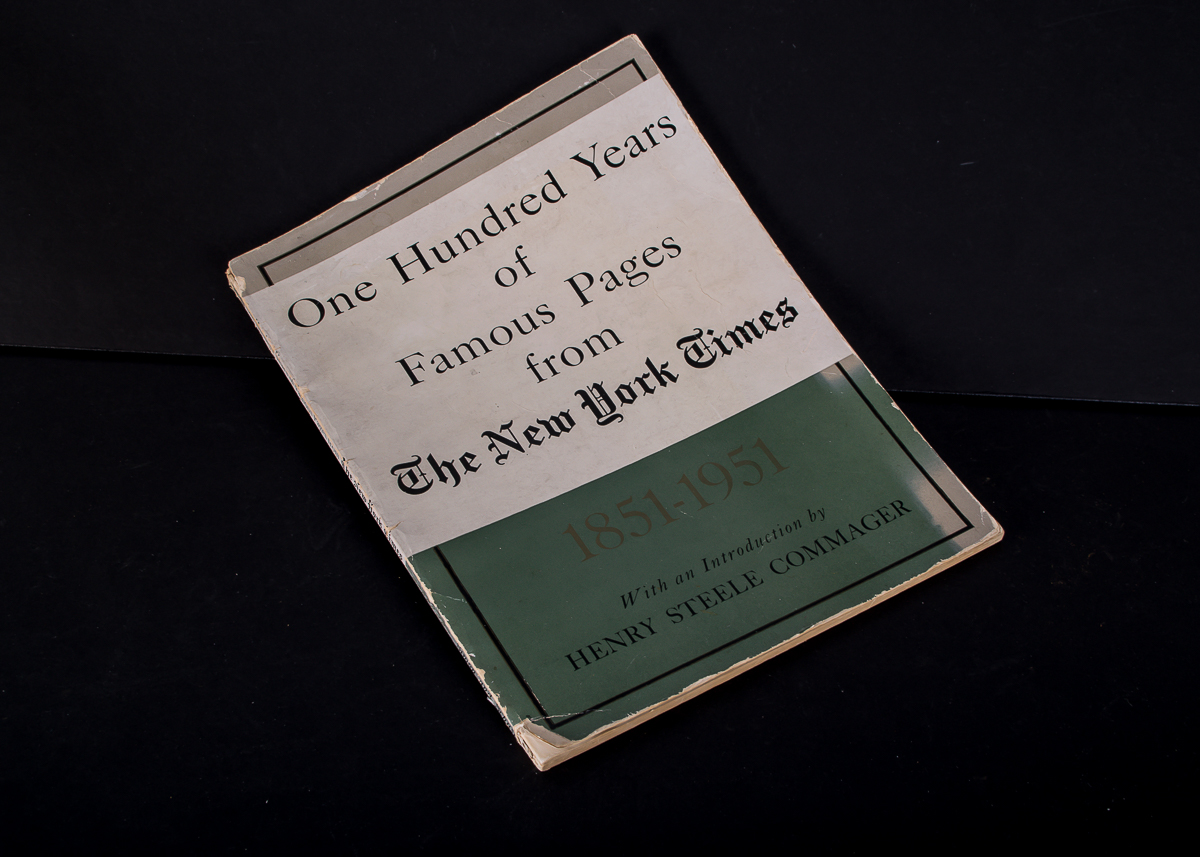 One Hundred Years
of
Famous Pages
from
The New York Times
1851-1951
With an Introduction by
HENRY STEELE COMMAGER